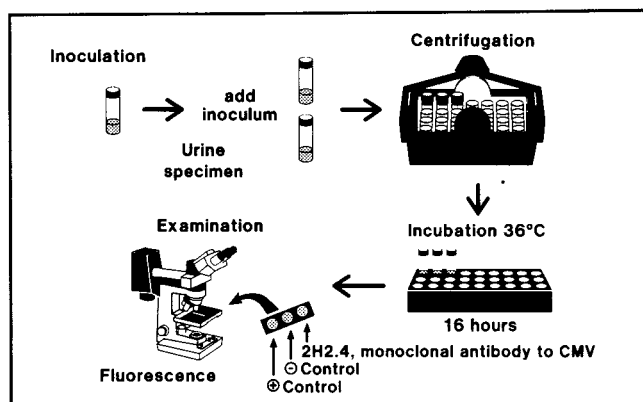 Inoculation
add
inoculum
Urine
specimen
Centrifugation
Incubation 36°C
16 hours
Examination
2H2.4, monoclonal antibody to CMV
⊖ Control
⊕ Control
Fluorescence